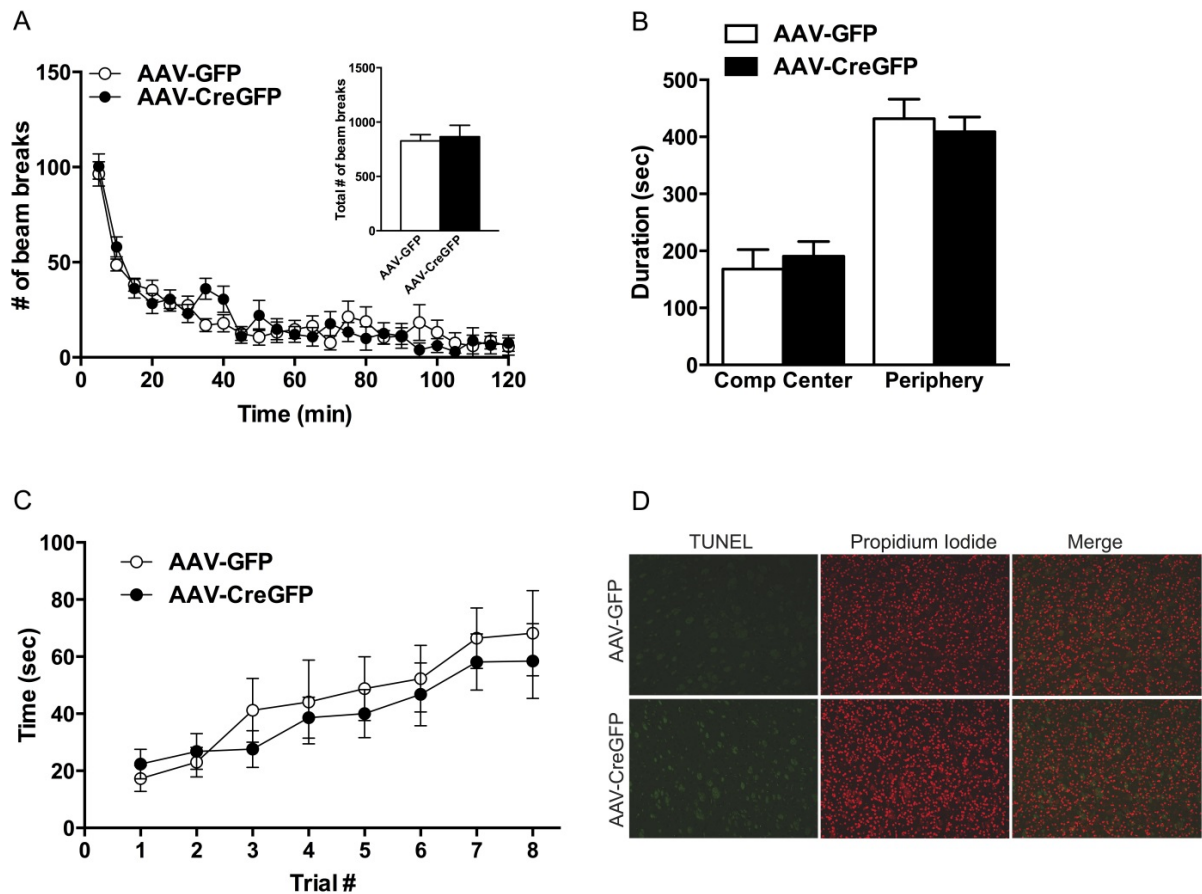 A
AAV-GFP
AAV-CreGFP
# of beam breaks
150
100
50
0
0 20 40 60 80 100 120
Time (min)
Total # of beam breaks
1500
1000
500
0
AAV-GFP
AAV-CreGFP
B
AAV-GFP
AAV-CreGFP
Duration (sec)
500
400
300
200
100
0
Comp Center Periphery
C
AAV-GFP
AAV-CreGFP
Time (sec)
100
80
60
40
20
0
0 1 2 3 4 5 6 7 8
Trial #
D
TUNEL Propidium Iodide Merge
AAV-GFP
AAV-CreGFP